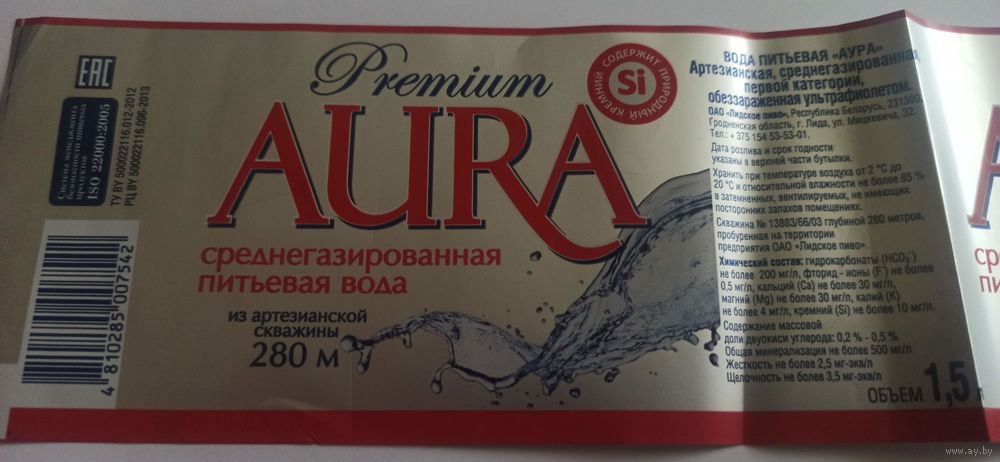 EAC
Система менеджмента
безопасности пищевых
продуктов
ISO 22000:2005
ТУ BY 500022116.012-2012
РЦ BY 500022116.096-2013
4 810285 007542
Premium
AURA
среднегазированная
питьевая вода
из артезианской
скважины
280 м
СОДЕРЖИТ ПРИРОДНЫЙ КРЕМНИЙ
Si
ВОДА ПИТЬЕВАЯ «АУРА»
Артезианская, среднегазированная,
первой категории,
обеззараженная ультрафиолетом.
ОАО «Лидское пиво», Республика Беларусь, 231300,
Гродненская область, г. Лида, ул. Мицкевича, 32.
Тел.: + 375 154 53-53-01.
Дата розлива и срок годности
указаны в верхней части бутылки.
Хранить при температуре воздуха от 2 °С до
20 °С и относительной влажности не более 85 %
в затемненных, вентилируемых, не имеющих
посторонних запахов помещениях.
Скважина № 13883/66/03 глубиной 280 метров,
пробуренная на территории
предприятия ОАО «Лидское пиво».
Химический состав: гидрокарбонаты (HCO₃⁻)
не более 200 мг/л, фторид - ионы (F⁻) не более
0,5 мг/л, кальций (Ca) не более 30 мг/л,
магний (Mg) не более 30 мг/л, калий (K)
не более 4 мг/л, кремний (Si) не более 10 мг/л.
Содержание массовой
доли двуокиси углерода: 0,2 % - 0,5 %
Общая минерализация не более 500 мг/л
Жесткость не более 2,5 мг-экв/л
Щелочность не более 3,5 мг-экв/л
ОБЪЕМ 1,5 л
A
ср
пи
www.ay.by